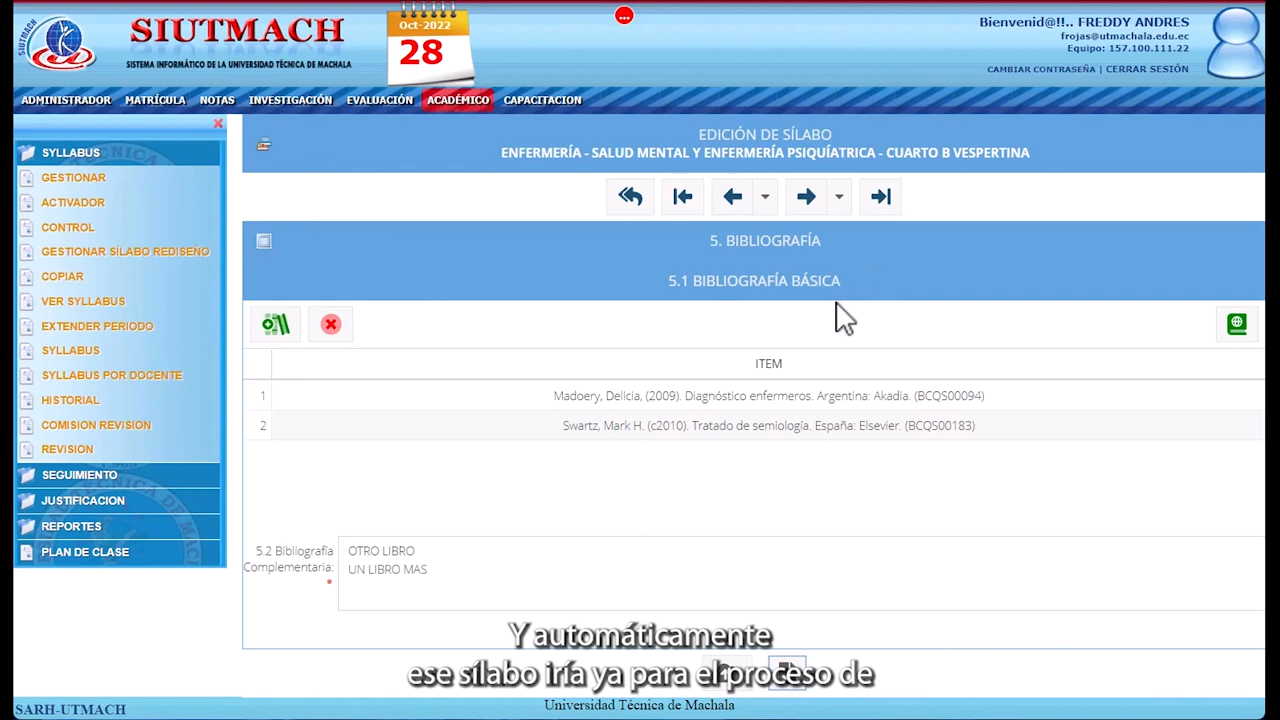 SIUTMACH
SISTEMA INFORMÁTICO DE LA UNIVERSIDAD TÉCNICA DE MACHALA
Oct-2022
28
Bienvenid@!!.. FREDDY ANDRES
frojas@utmachala.edu.ec
Equipo: 157.100.111.22
CAMBIAR CONTRASEÑA | CERRAR SESIÓN
ADMINISTRADOR MATRÍCULA NOTAS INVESTIGACIÓN EVALUACIÓN ACADÉMICO CAPACITACION
SYLLABUS
GESTIONAR
ACTIVADOR
CONTROL
GESTIONAR SÍLABO REDISEÑO
COPIAR
VER SYLLABUS
EXTENDER PERIODO
SYLLABUS
SYLLABUS POR DOCENTE
HISTORIAL
COMISION REVISION
REVISION
SEGUIMIENTO
JUSTIFICACION
REPORTES
PLAN DE CLASE
EDICIÓN DE SÍLABO
ENFERMERÍA - SALUD MENTAL Y ENFERMERÍA PSIQUÍATRICA - CUARTO B VESPERTINA
5. BIBLIOGRAFÍA
5.1 BIBLIOGRAFÍA BÁSICA
ITEM
1 Madoery, Delicia, (2009). Diagnóstico enfermeros. Argentina: Akadia. (BCQS00094)
2 Swartz, Mark H. (c2010). Tratado de semiología. España: Elsevier. (BCQS00183)
5.2 Bibliografía
Complementaria:
OTRO LIBRO
UN LIBRO MAS
Y automáticamente
ese sílabo iría ya para el proceso de
SARH-UTMACH
Universidad Técnica de Machala